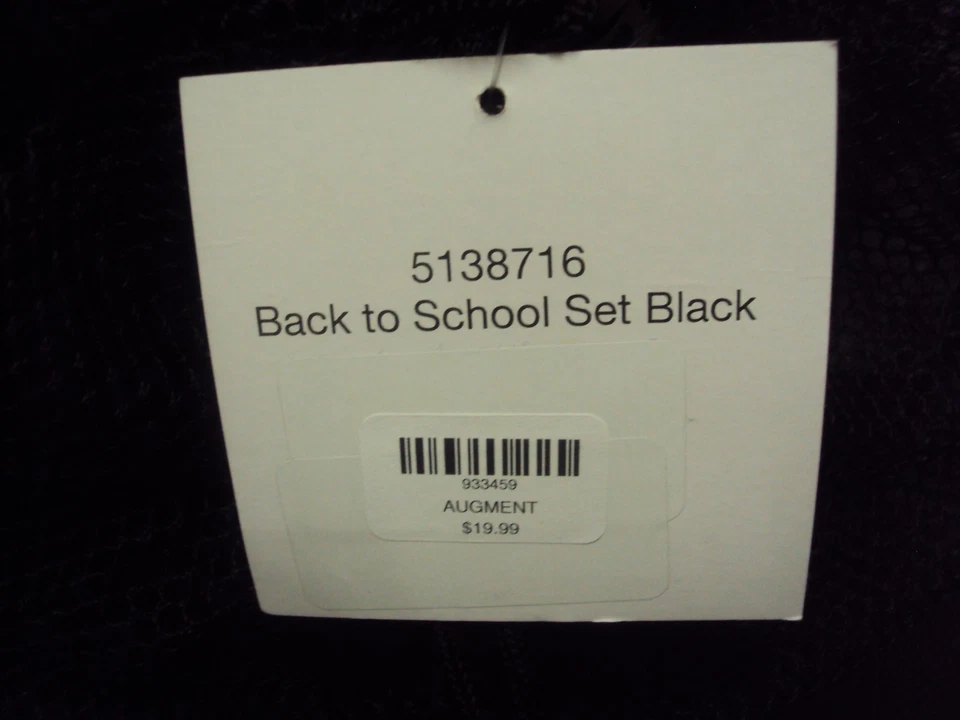 5138716
Back to School Set Black
933459
AUGMENT
$19.99